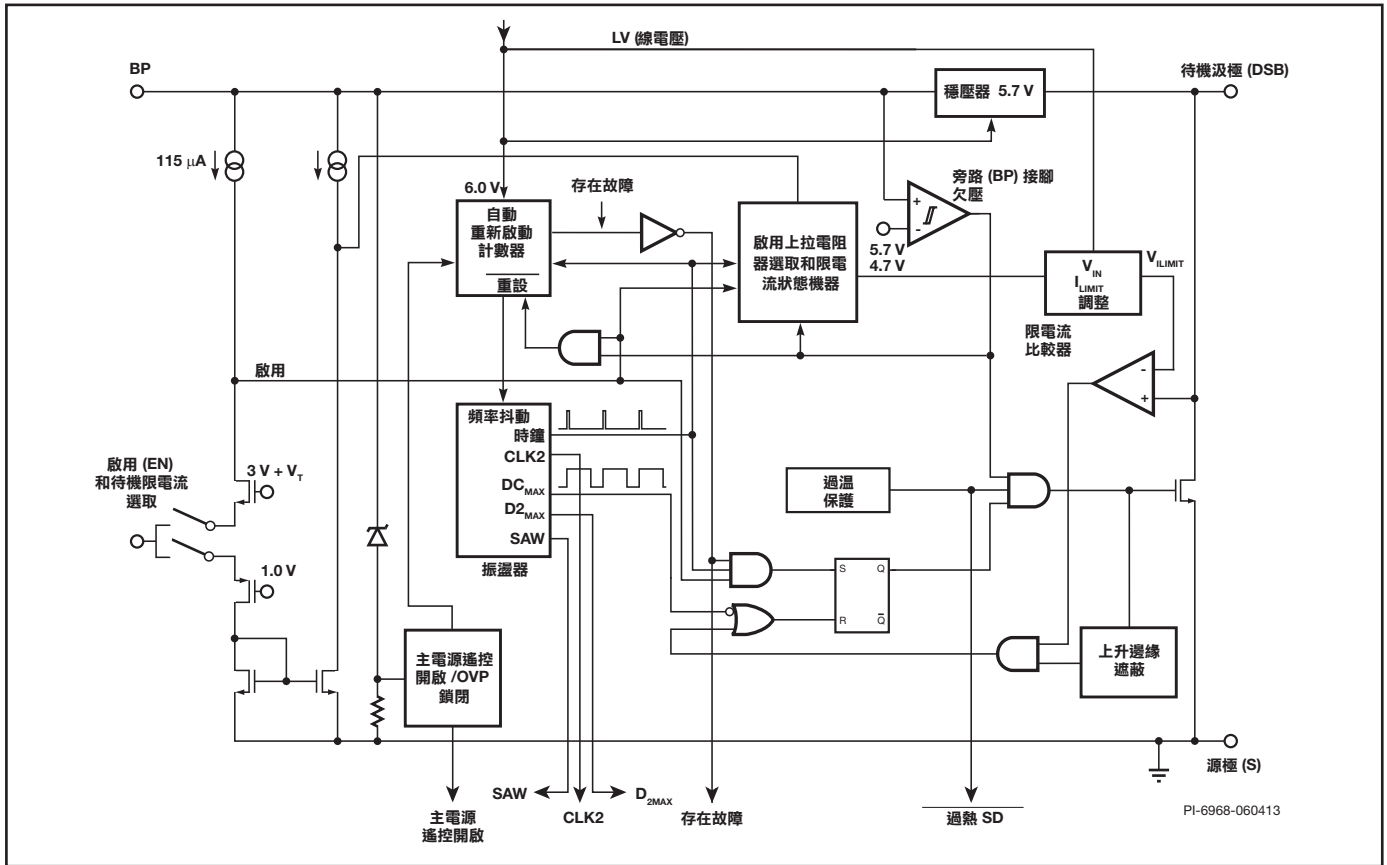 LV (線電壓)
BP
待機汲極 (DSB)
穩壓器 5.7 V
115 µA
6.0 V
存在故障
旁路 (BP) 接腳
欠壓
自動
重新啟動
計數器
重設
啟用上拉電阻
器選取和限電
流狀態機器
+
-
5.7 V
4.7 V
V_IN
I_LIMIT
調整
V_ILIMIT
限電流
比較器
啟用
-
+
頻率抖動
時鐘
CLK2
DC_MAX
D2_MAX
SAW
振盪器
啟用 (EN)
和待機限電流
選取
3 V + V_T
1.0 V
過溫
保護
S Q
R Q̅
主電源遙控
開啟 /OVP
鎖閉
上升邊緣
遮蔽
源極 (S)
SAW
CLK2
D_2MAX
主電源
遙控開啟
存在故障
過熱 SD
PI-6968-060413